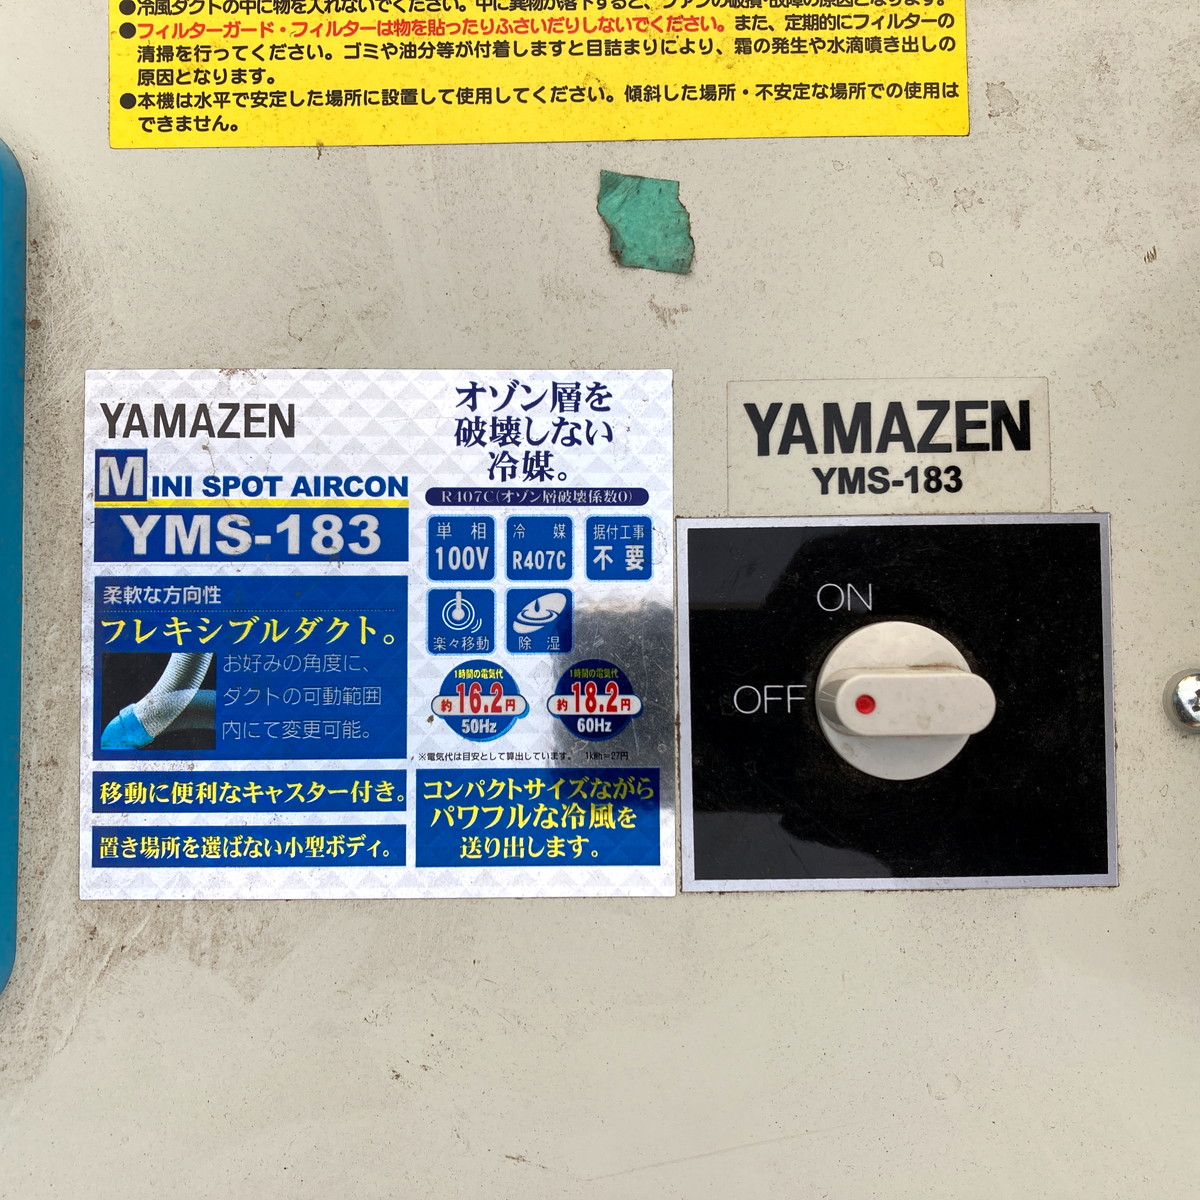 ●冷風ダクトの中に物を入れないでください。中に異物が落下すると、ファンの破損・故障の原因となります。
●フィルターガード・フィルターは物を貼ったりふさいだりしないでください。また、定期的にフィルターの
清掃を行ってください。ゴミや油分等が付着しますと目詰まりにより、霜の発生や水滴噴き出しの
原因となります。
●本機は水平で安定した場所に設置して使用してください。傾斜した場所・不安定な場所での使用は
できません。
YAMAZEN
MINI SPOT AIRCON
YMS-183
柔軟な方向性
フレキシブルダクト。
お好みの角度に、
ダクトの可動範囲
内にて変更可能。
移動に便利なキャスター付き。
置き場所を選ばない小型ボディ。
オゾン層を
破壊しない
冷媒。
R407C(オゾン層破壊係数0)
単相
100V
冷媒
R407C
据付工事
不要
楽々移動
除湿
1時間の電気代
約16.2円
50Hz
1時間の電気代
約18.2円
60Hz
※電気代は目安として算出しています。 1kWh=27円
コンパクトサイズながら
パワフルな冷風を
送り出します。
YAMAZEN
YMS-183
ON
OFF